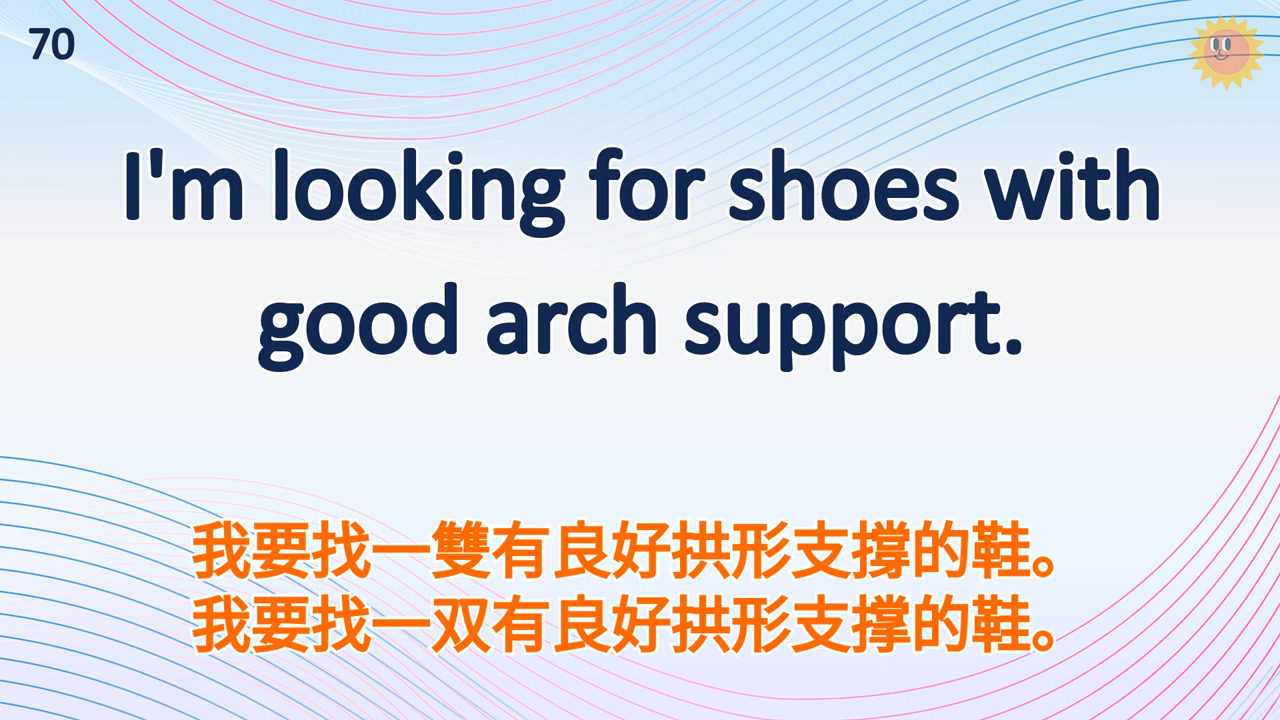 70
I'm looking for shoes with
good arch support.
我要找一雙有良好拱形支撐的鞋。
我要找一双有良好拱形支撑的鞋。